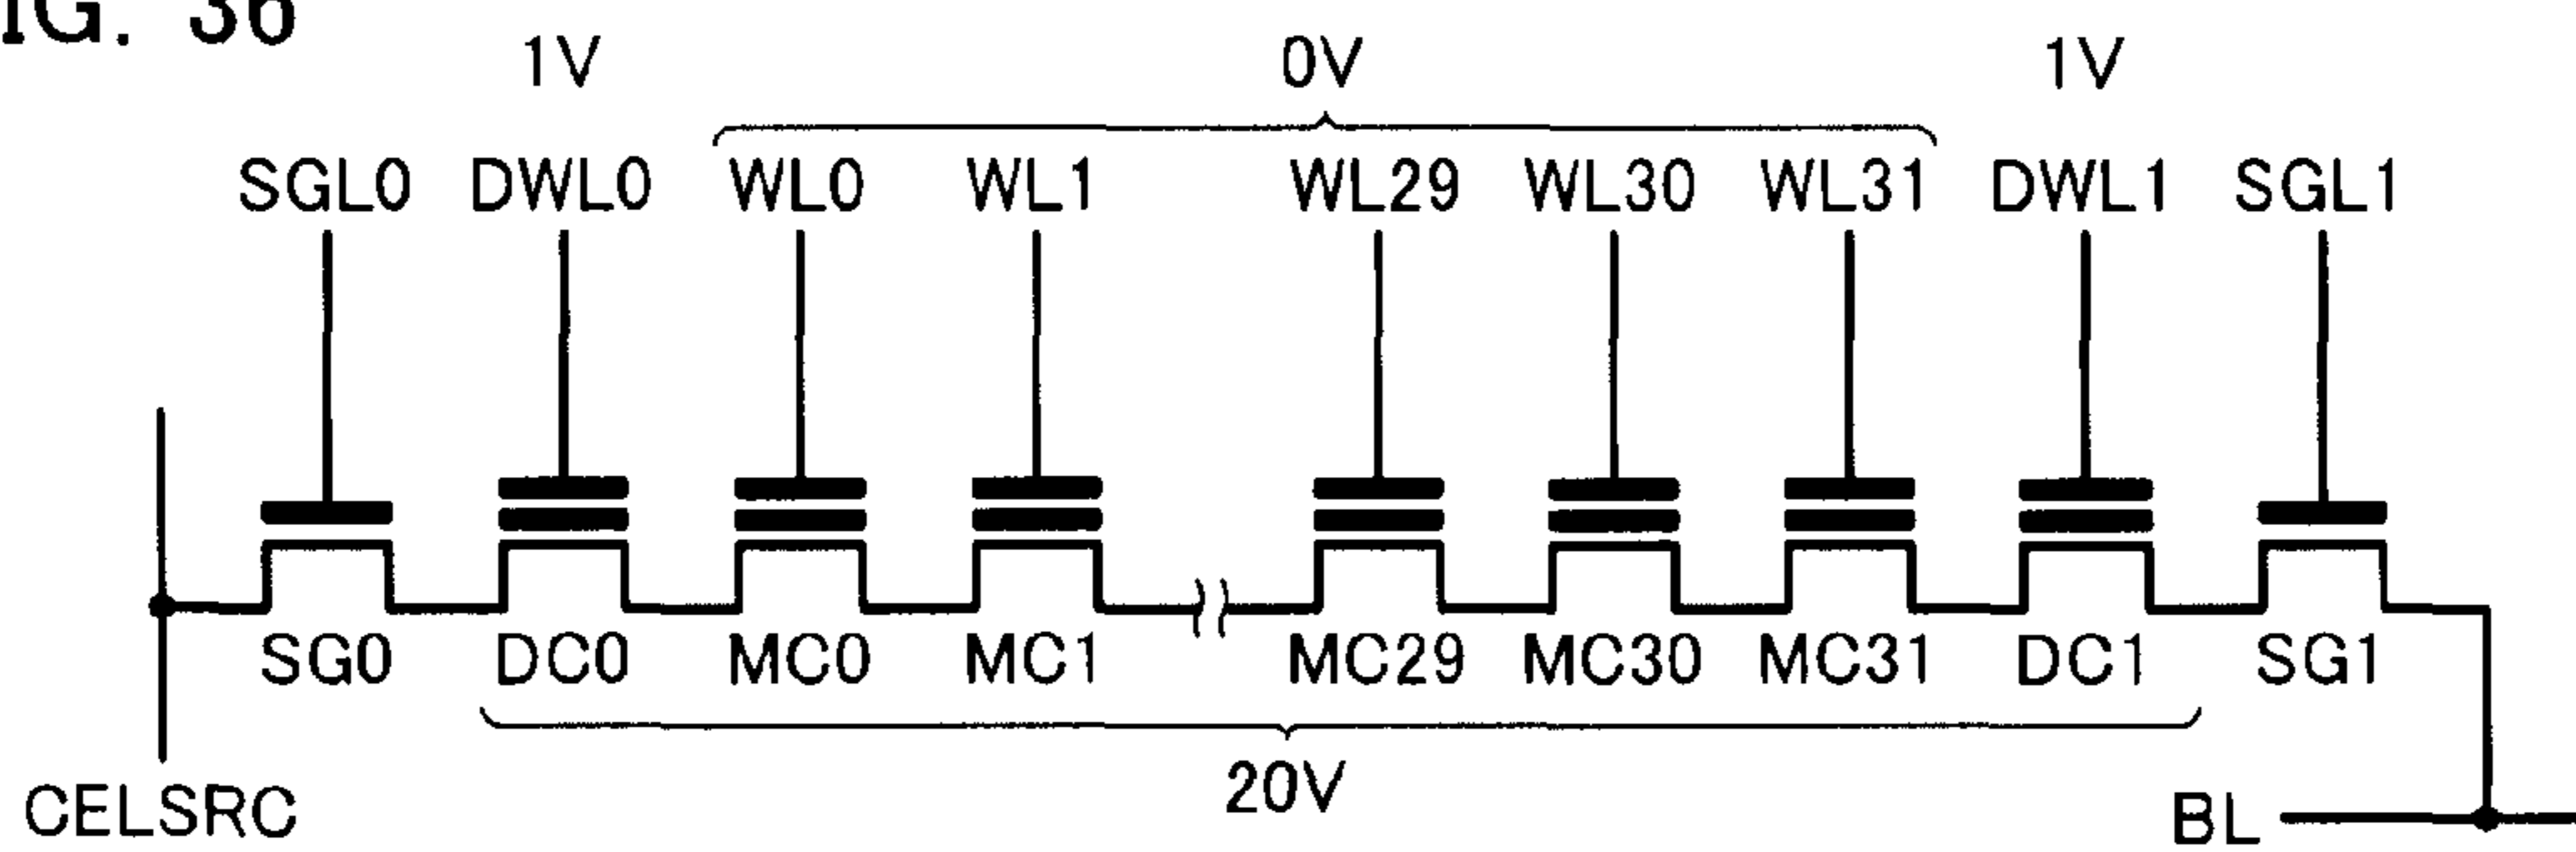 IG. 36
1V 0V 1V
SGL0 DWL0 WL0 WL1 WL29 WL30 WL31 DWL1 SGL1
SG0 DC0 MC0 MC1 MC29 MC30 MC31 DC1 SG1
20V
CELSRC BL